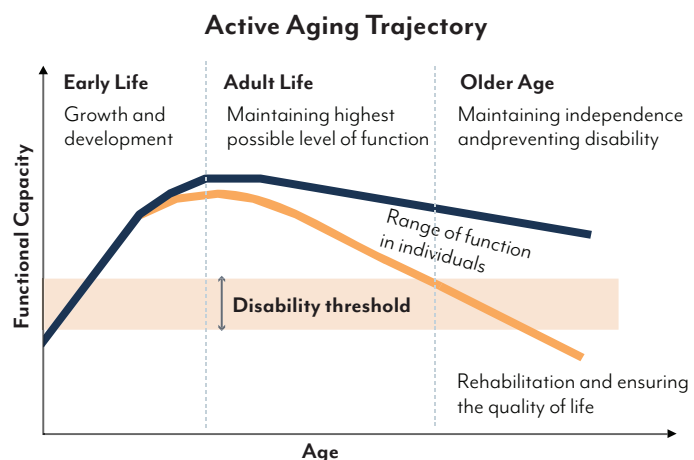 Active Aging Trajectory
Early Life
Growth and
development
Adult Life
Maintaining highest
possible level of function
Older Age
Maintaining independence
andpreventing disability
Functional Capacity
Range of function
in individuals
Disability threshold
Rehabilitation and ensuring
the quality of life
Age